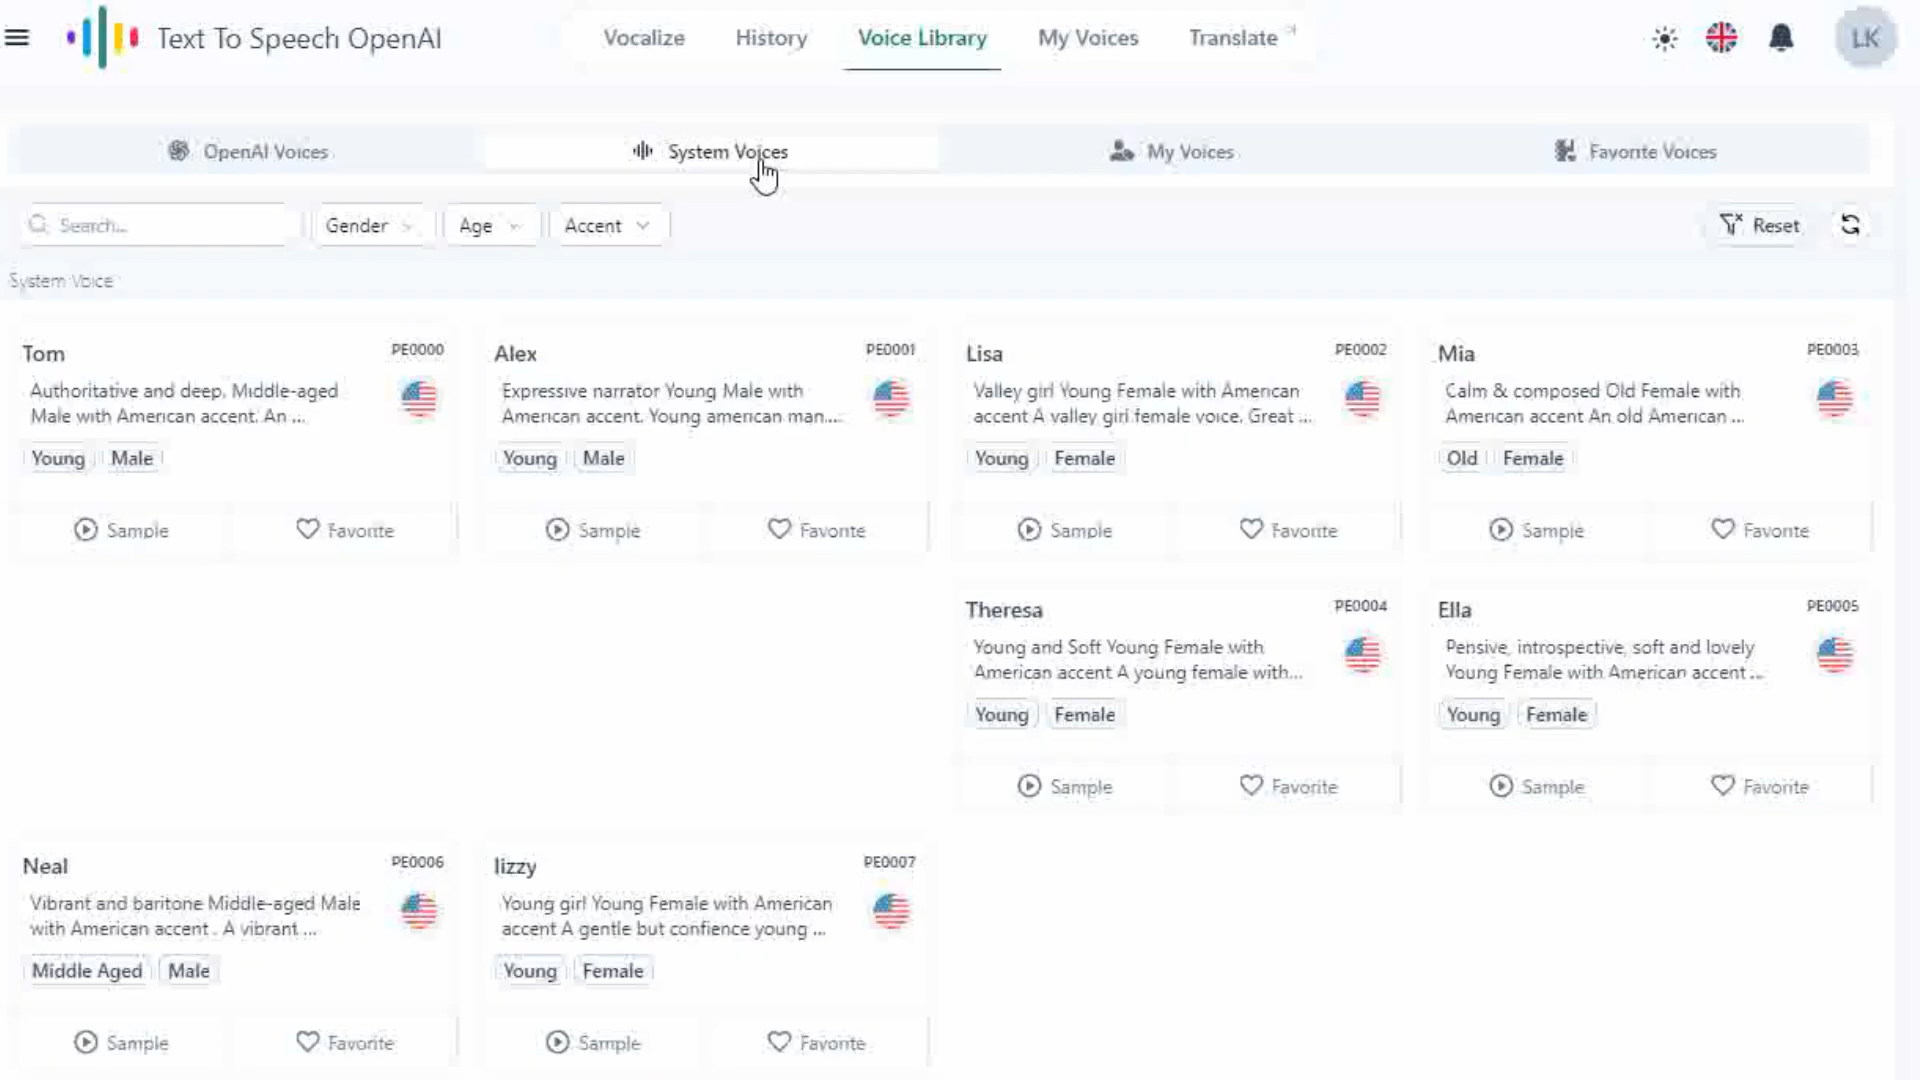 Text To Speech OpenAI
Vocalize
History
Voice Library
My Voices
Translate
LK
OpenAI Voices
System Voices
My Voices
Favorite Voices
Search...
Gender
Age
Accent
Reset
System Voice
Tom
PE0000
Authoritative and deep, Middle-aged
Male with American accent. An ...
Young
Male
Sample
Favorite
Alex
PE0001
Expressive narrator Young Male with
American accent. Young american man....
Young
Male
Sample
Favorite
Lisa
PE0002
Valley girl Young Female with American
accent A valley girl female voice. Great ...
Young
Female
Sample
Favorite
Mia
PE0003
Calm & composed Old Female with
American accent An old American ...
Old
Female
Sample
Favorite
Theresa
PE0004
Young and Soft Young Female with
American accent A young female with...
Young
Female
Sample
Favorite
Ella
PE0005
Pensive, introspective, soft and lovely
Young Female with American accent ...
Young
Female
Sample
Favorite
Neal
PE0006
Vibrant and baritone Middle-aged Male
with American accent . A vibrant ...
Middle Aged
Male
Sample
Favorite
lizzy
PE0007
Young girl Young Female with American
accent A gentle but confience young ...
Young
Female
Sample
Favorite